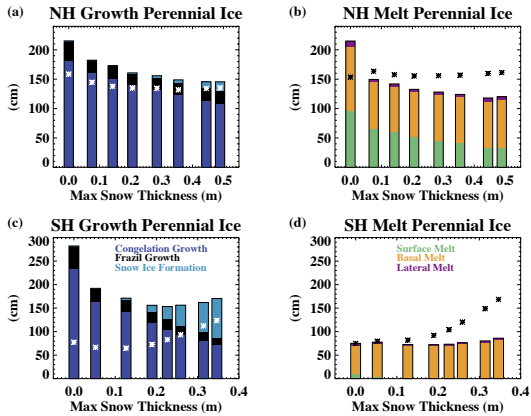 (a) NH Growth Perennial Ice
200
150
100
50
0
(cm)
0.0 0.1 0.2 0.3 0.4 0.5
Max Snow Thickness (m)
(b) NH Melt Perennial Ice
200
150
100
50
0
(cm)
0.0 0.1 0.2 0.3 0.4 0.5
Max Snow Thickness (m)
(c) SH Growth Perennial Ice
300
250
200
150
100
50
0
(cm)
Congelation Growth
Frazil Growth
Snow Ice Formation
0.0 0.1 0.2 0.3 0.4
Max Snow Thickness (m)
(d) SH Melt Perennial Ice
300
250
200
150
100
50
0
(cm)
Surface Melt
Basal Melt
Lateral Melt
0.0 0.1 0.2 0.3 0.4
Max Snow Thickness (m)